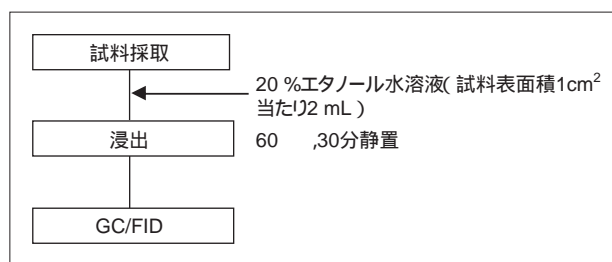 試料採取
20 %エタノール水溶液( 試料表面積1cm²
当たり2 mL )
浸出
60　,30分静置
GC/FID